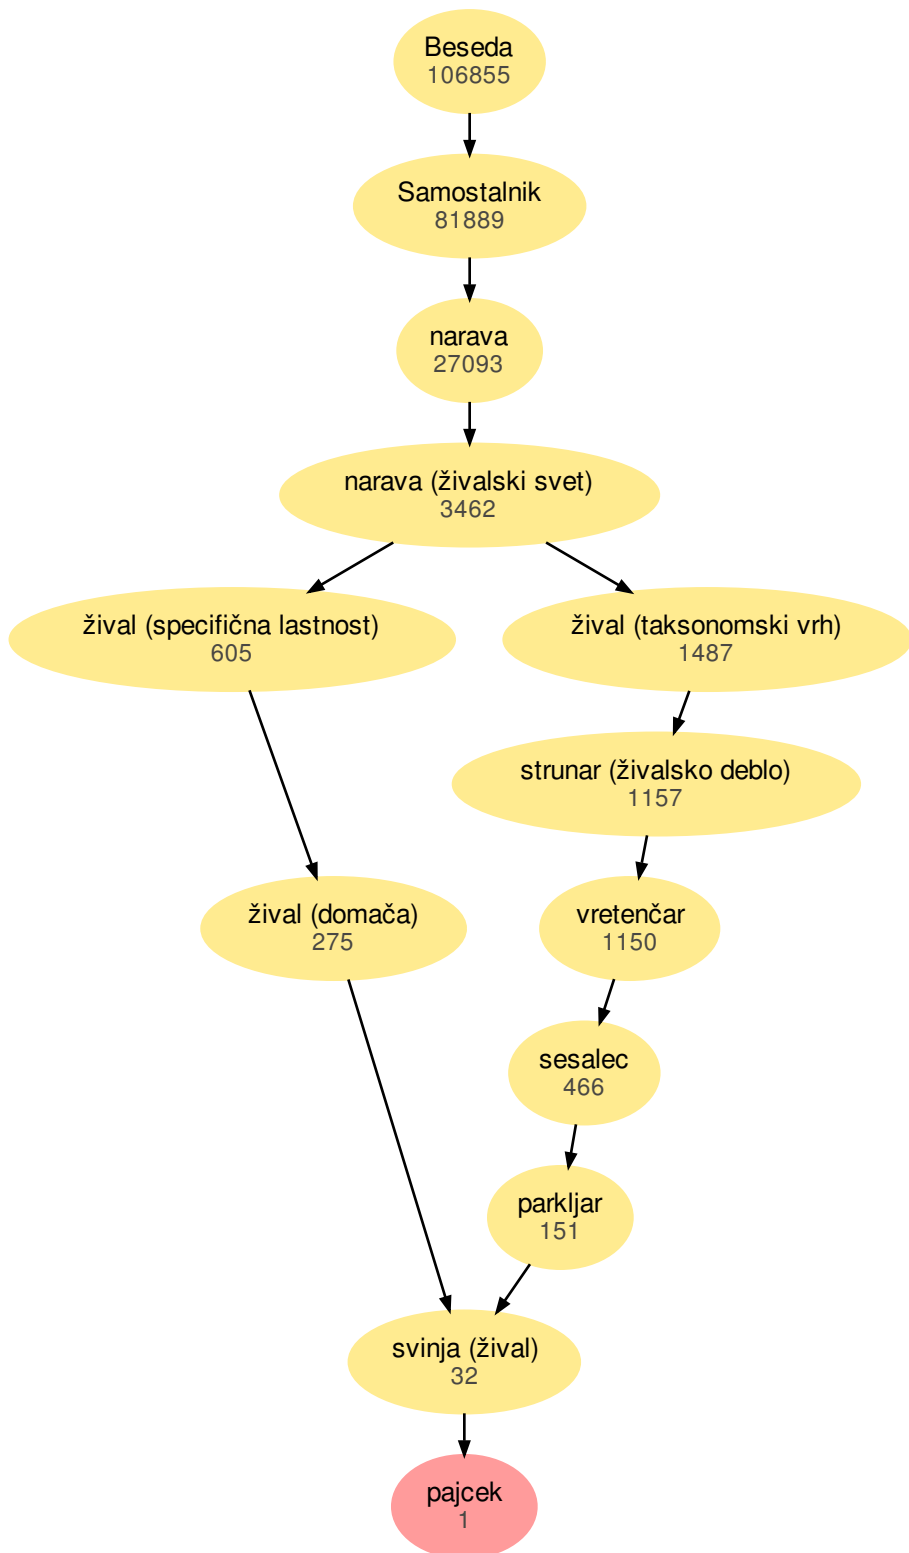 Beseda
106855
Samostalnik
81889
narava
27093
narava (živalski svet)
3462
žival (specifična lastnost)
605
žival (taksonomski vrh)
1487
strunar (živalsko deblo)
1157
žival (domača)
275
vretenčar
1150
sesalec
466
parkljar
151
svinja (žival)
32
pajcek
1